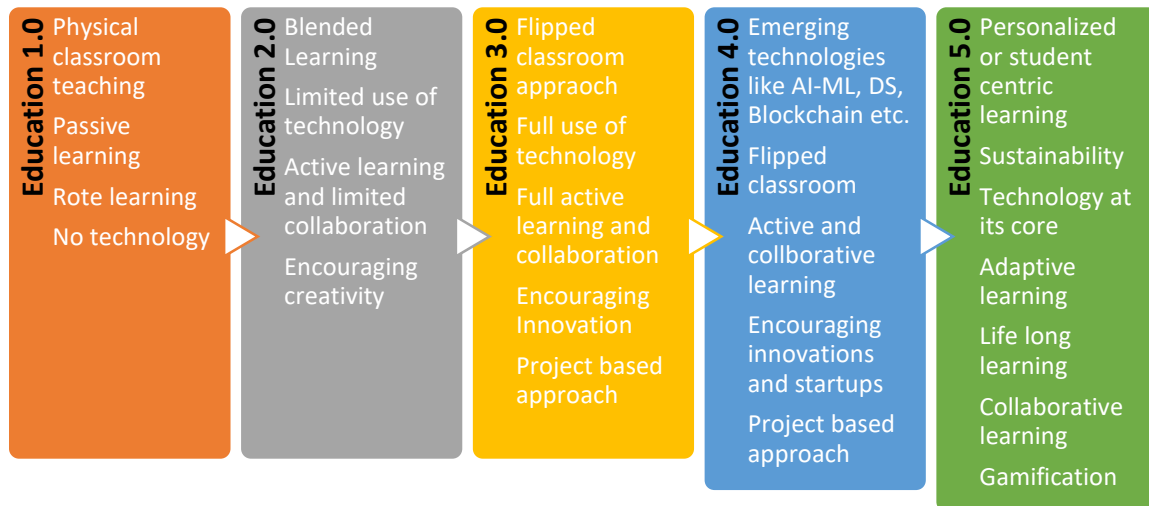 Education 1.0
Physical
classroom
teaching
Passive
learning
Rote learning
No technology
Education 2.0
Blended
Learning
Limited use of
technology
Active learning
and limited
collaboration
Encouraging
creativity
Education 3.0
Flipped
classroom
appraoch
Full use of
technology
Full active
learning and
collaboration
Encouraging
Innovation
Project based
approach
Education 4.0
Emerging
technologies
like AI-ML, DS,
Blockchain etc.
Flipped
classroom
Active and
collborative
learning
Encouraging
innovations
and startups
Project based
approach
Education 5.0
Personalized
or student
centric
learning
Sustainability
Technology at
its core
Adaptive
learning
Life long
learning
Collaborative
learning
Gamification